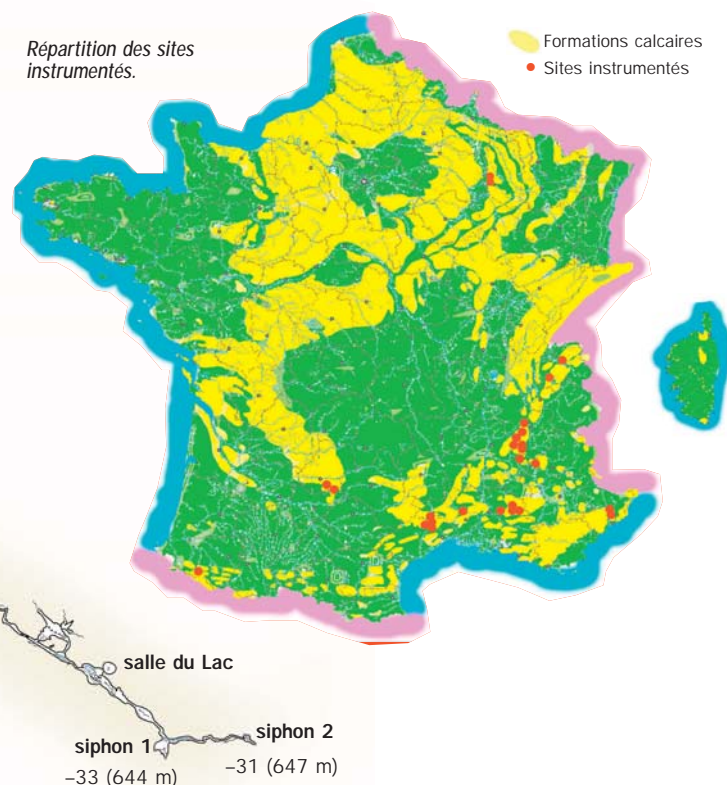 Répartition des sites
instrumentés.
Formations calcaires
Sites instrumentés
salle du Lac
siphon 1
–33 (644 m)
siphon 2
–31 (647 m)